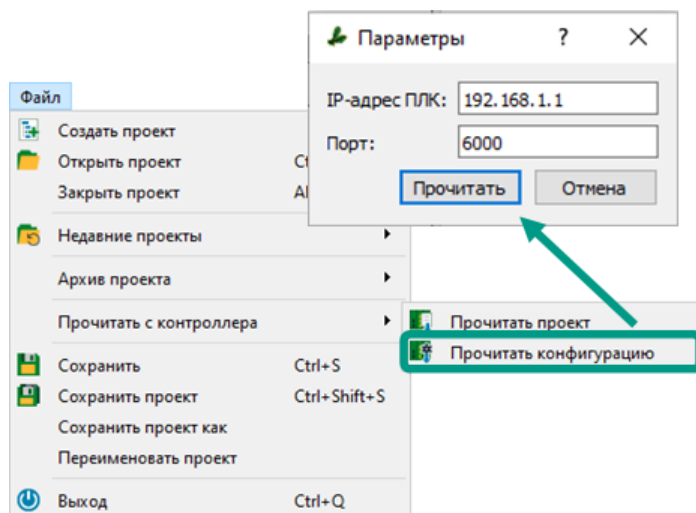 Параметры ? ×
IP-адрес ПЛК: 192.168.1.1
Порт: 6000
Прочитать Отмена
Файл
Создать проект
Открыть проект
Закрыть проект
Недавние проекты
Архив проекта
Прочитать с контроллера
Прочитать проект
Прочитать конфигурацию
Сохранить Ctrl+S
Сохранить проект Ctrl+Shift+S
Сохранить проект как
Переименовать проект
Выход Ctrl+Q